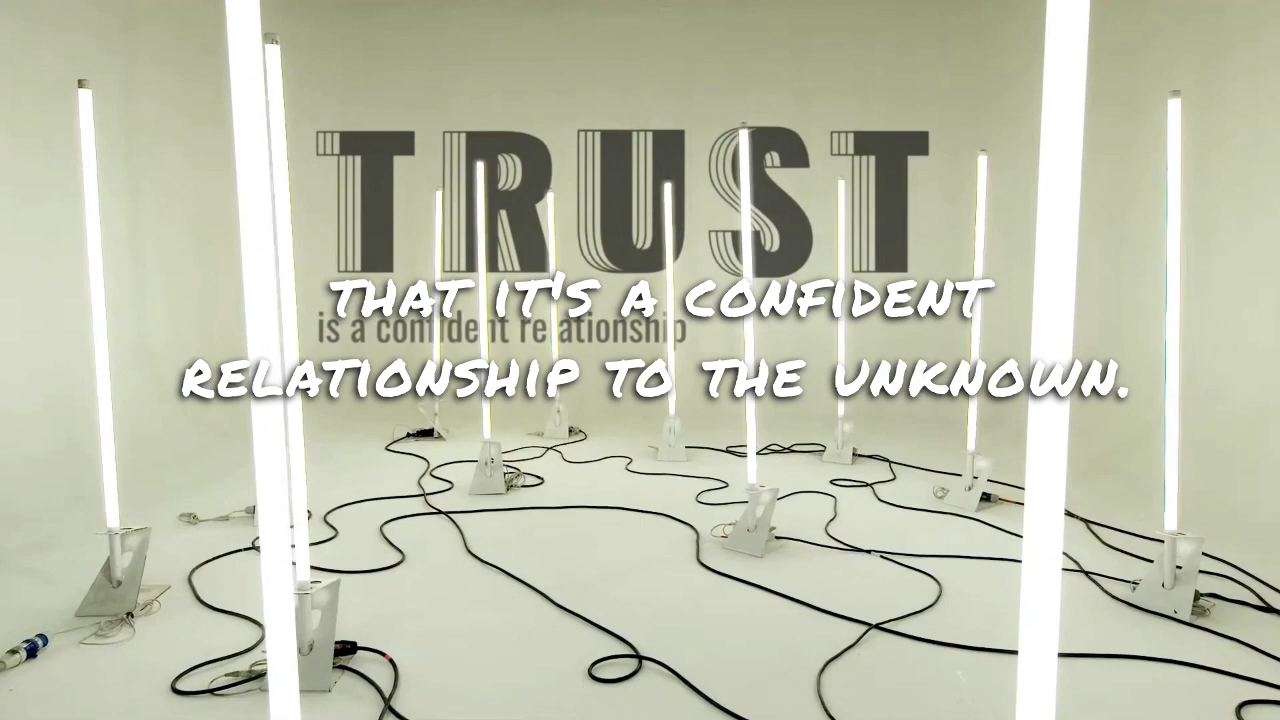 TRUST
is a confident relationship
THAT IT'S A CONFIDENT
RELATIONSHIP TO THE UNKNOWN.